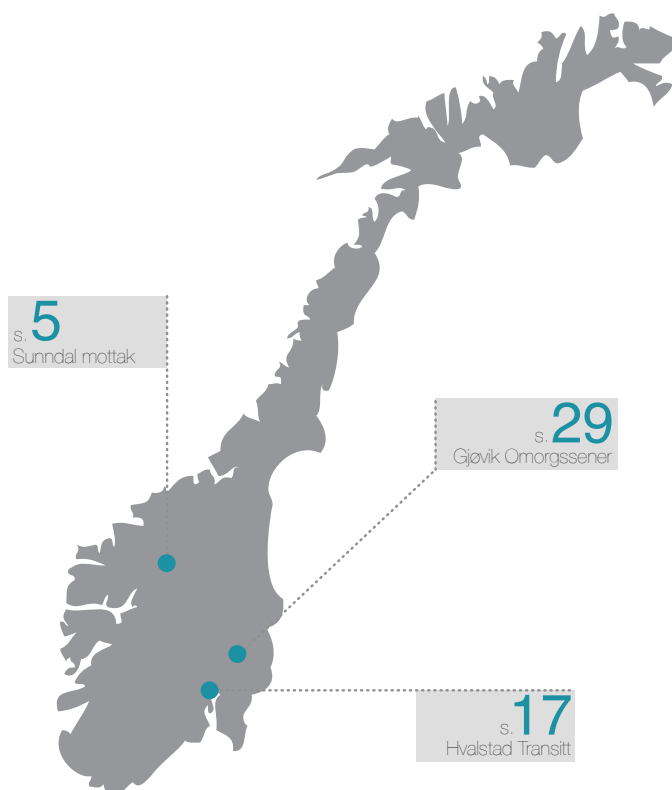 s. 5
Sunndal mottak
s. 29
Gjøvik Omorgssener
s. 17
Hvalstad Transitt